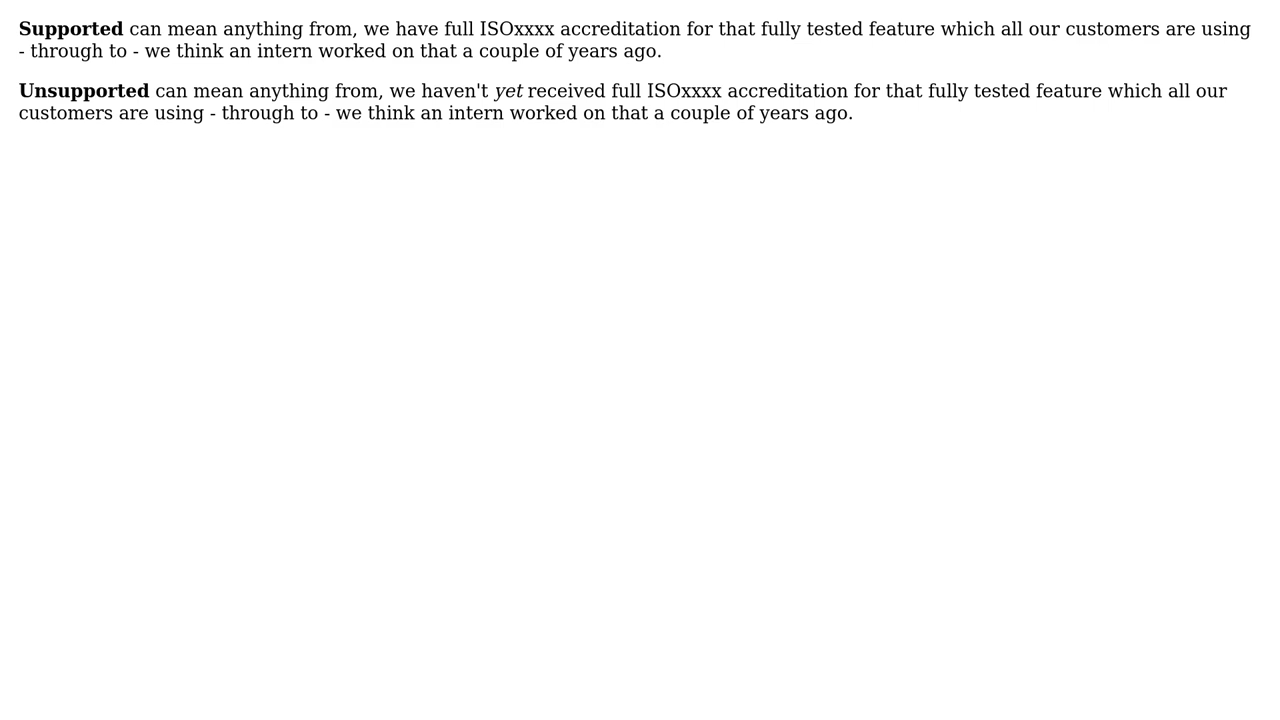 Supported can mean anything from, we have full ISOxxxx accreditation for that fully tested feature which all our customers are using
- through to - we think an intern worked on that a couple of years ago.
Unsupported can mean anything from, we haven't yet received full ISOxxxx accreditation for that fully tested feature which all our
customers are using - through to - we think an intern worked on that a couple of years ago.